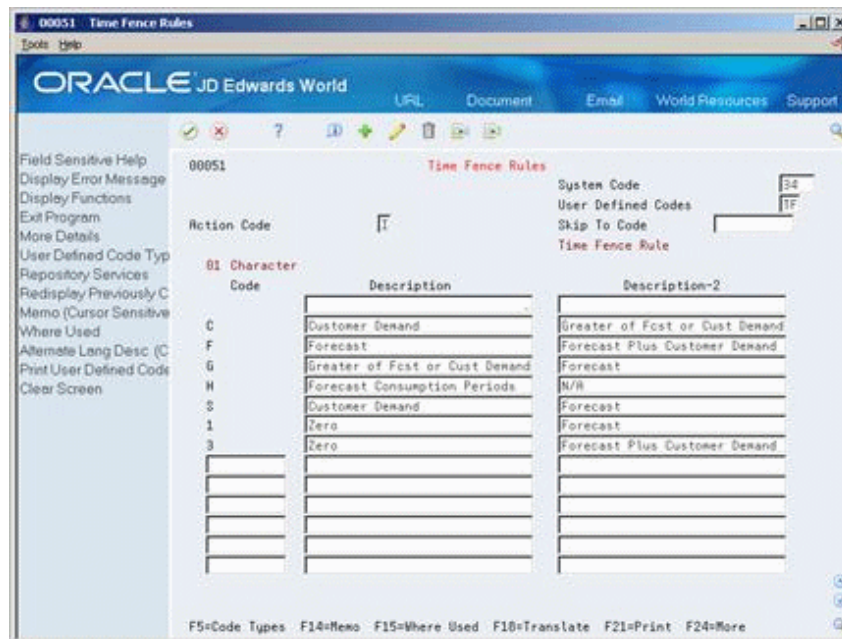 00051 Time Fence Rules
Tools Help
ORACLE JD Edwards World
URL Document Email World Resources Support
Field Sensitive Help
Display Error Message
Display Functions
Exit Program
More Details
User Defined Code Typ
Repository Services
Redisplay Previously C
Memo (Cursor Sensitive
Where Used
Alternate Lang Desc (C
Print User Defined Code
Clear Screen
00051 Time Fence Rules
System Code 34
User Defined Codes TF
Action Code I Skip To Code
Time Fence Rule
01 Character
Code Description Description-2
.
C Customer Demand Greater of Fcst or Cust Demand
F Forecast Forecast Plus Customer Demand
G Greater of Fcst or Cust Demand Forecast
H Forecast Consumption Periods N/A
S Customer Demand Forecast
1 Zero Forecast
3 Zero Forecast Plus Customer Demand
F5=Code Types F14=Memo F15=Where Used F18=Translate F21=Print F24=More